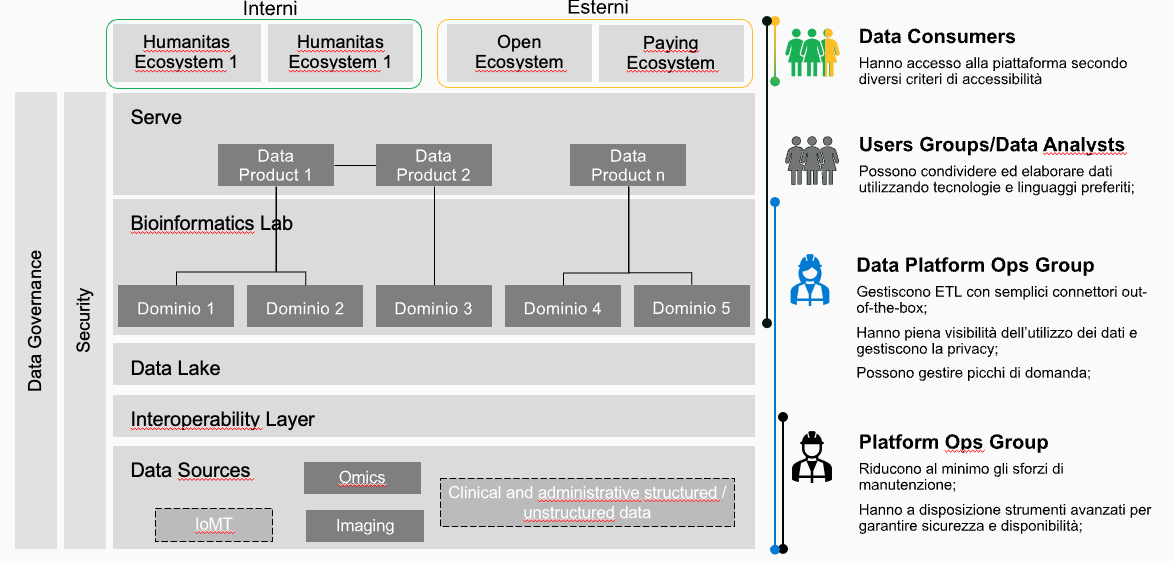 Interni
Esterni
Humanitas
Ecosystem 1
Humanitas
Ecosystem 1
Open
Ecosystem
Paying
Ecosystem
Data Governance
Security
Serve
Data
Product 1
Data
Product 2
Data
Product n
Bioinformatics Lab
Dominio 1
Dominio 2
Dominio 3
Dominio 4
Dominio 5
Data Lake
Interoperability Layer
Data Sources
Omics
IoMT
Imaging
Clinical and administrative structured /
unstructured data
Data Consumers
Hanno accesso alla piattaforma secondo
diversi criteri di accessibilità
Users Groups/Data Analysts
Possono condividere ed elaborare dati
utilizzando tecnologie e linguaggi preferiti;
Data Platform Ops Group
Gestiscono ETL con semplici connettori out-
of-the-box;
Hanno piena visibilità dell'utilizzo dei dati e
gestiscono la privacy;
Possono gestire picchi di domanda;
Platform Ops Group
Riducono al minimo gli sforzi di
manutenzione;
Hanno a disposizione strumenti avanzati per
garantire sicurezza e disponibilità;